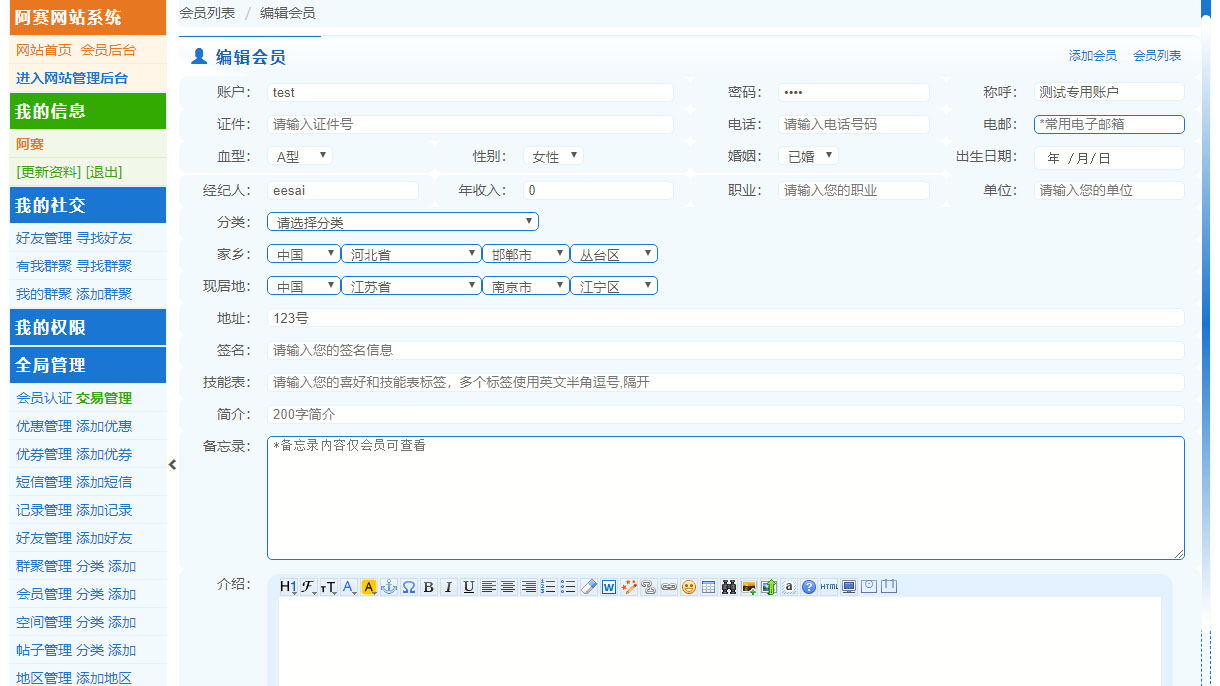 阿赛网站系统
网站首页 会员后台
进入网站管理后台
我的信息
阿赛
[更新资料] [退出]
我的社交
好友管理 寻找好友
有我群聚 寻找群聚
我的群聚 添加群聚
我的权限
全局管理
会员认证 交易管理
优惠管理 添加优惠
优券管理 添加优券
短信管理 添加短信
记录管理 添加记录
好友管理 添加好友
群聚管理 分类 添加
会员管理 分类 添加
空间管理 分类 添加
帖子管理 分类 添加
地区管理 添加地区
会员列表 / 编辑会员
编辑会员 添加会员 会员列表
账户: test 密码: •••• 称呼: 测试专用账户
证件: 请输入证件号 电话: 请输入电话号码 电邮: *常用电子邮箱
血型: A型 性别: 女性 婚姻: 已婚 出生日期: 年 /月/日
经纪人: eesai 年收入: 0 职业: 请输入您的职业 单位: 请输入您的单位
分类: 请选择分类
家乡: 中国 河北省 邯郸市 丛台区
现居地: 中国 江苏省 南京市 江宁区
地址: 123号
签名: 请输入您的签名信息
技能表: 请输入您的喜好和技能表标签，多个标签使用英文半角逗号,隔开
简介: 200字简介
备忘录: *备忘录内容仅会员可查看
介绍: H1 F TT A A Ω B I U W a ? HTML